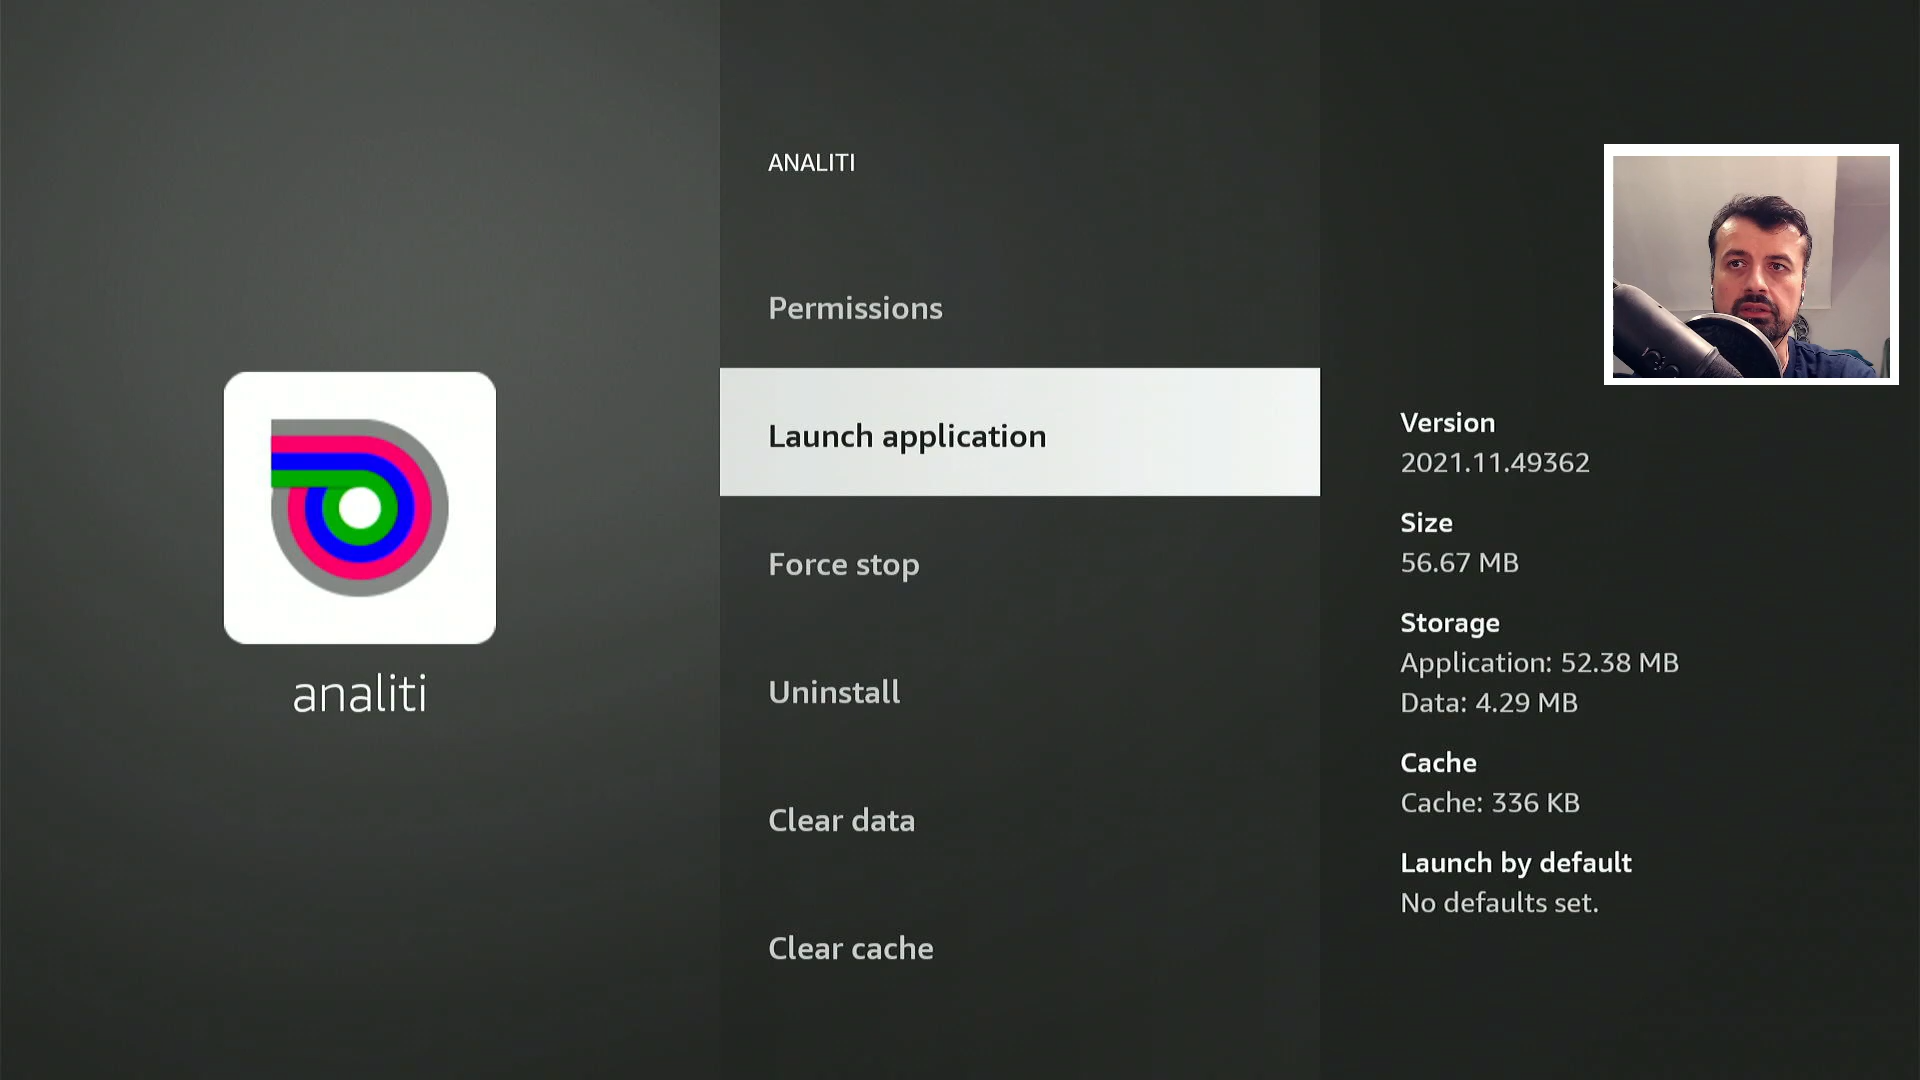 analiti
ANALITI
Permissions
Launch application
Force stop
Uninstall
Clear data
Clear cache
Version
2021.11.49362
Size
56.67 MB
Storage
Application: 52.38 MB
Data: 4.29 MB
Cache
Cache: 336 KB
Launch by default
No defaults set.